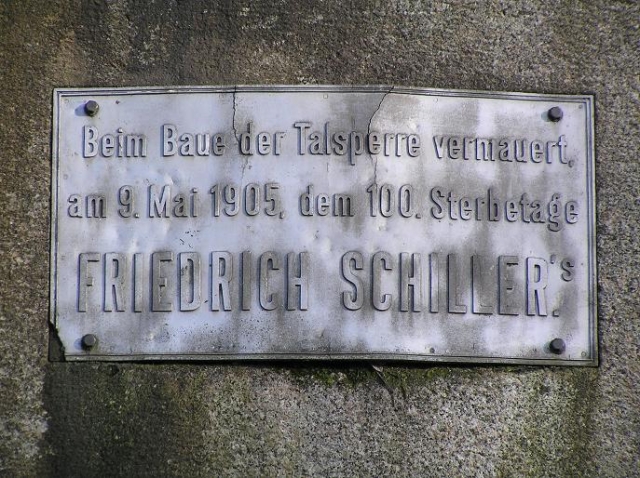 Beim Baue der Talsperre vermauert,
am 9. Mai 1905, dem 100. Sterbetage
FRIEDRICH SCHILLER's.